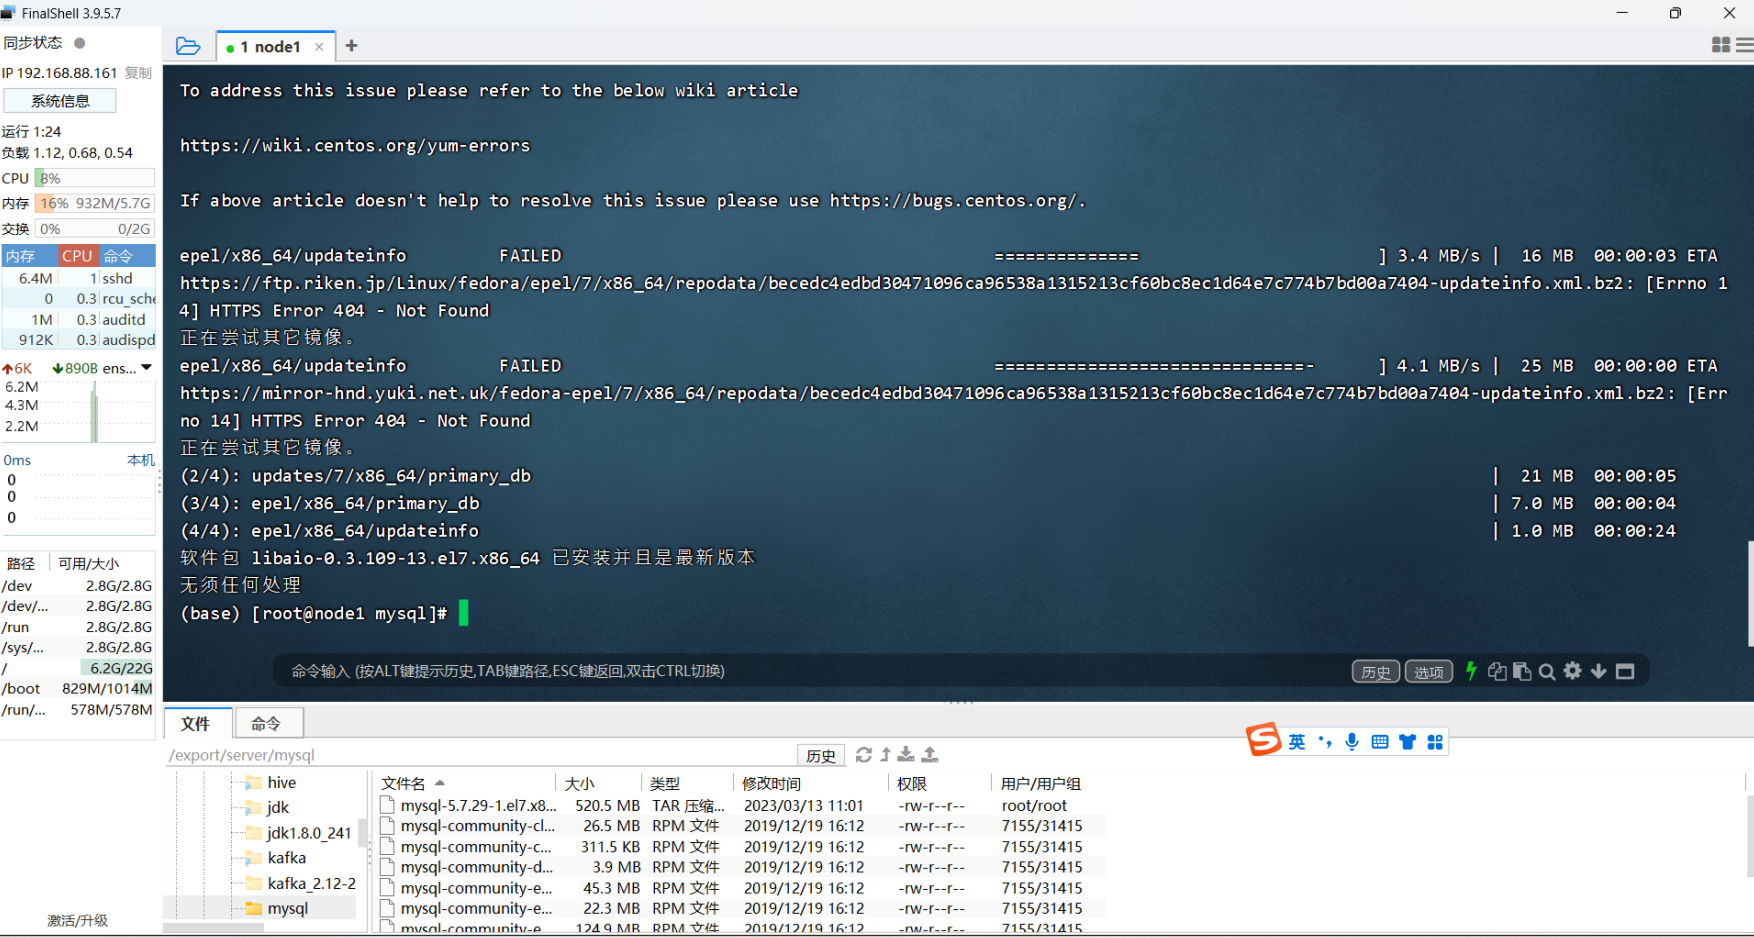 FinalShell 3.9.5.7
同步状态
1 node1
IP 192.168.88.161 复制
系统信息
运行 1:24
负载 1.12, 0.68, 0.54
CPU 8%
内存 16% 932M/5.7G
交换 0% 0/2G
内存 CPU 命令
6.4M 1 sshd
0 0.3 rcu_sche
1M 0.3 auditd
912K 0.3 audispd
6K 890B ens...
6.2M
4.3M
2.2M
0ms 本机
0
0
0
路径 可用/大小
/dev 2.8G/2.8G
/dev/... 2.8G/2.8G
/run 2.8G/2.8G
/sys/... 2.8G/2.8G
/ 6.2G/22G
/boot 829M/1014M
/run/... 578M/578M
激活/升级
To address this issue please refer to the below wiki article
https://wiki.centos.org/yum-errors
If above article doesn't help to resolve this issue please use https://bugs.centos.org/.
epel/x86_64/updateinfo FAILED ============== ] 3.4 MB/s | 16 MB 00:00:03 ETA
https://ftp.riken.jp/Linux/fedora/epel/7/x86_64/repodata/becedc4edbd30471096ca96538a1315213cf60bc8ec1d64e7c774b7bd00a7404-updateinfo.xml.bz2: [Errno 1
4] HTTPS Error 404 - Not Found
正在尝试其它镜像。
epel/x86_64/updateinfo FAILED ==============================- ] 4.1 MB/s | 25 MB 00:00:00 ETA
https://mirror-hnd.yuki.net.uk/fedora-epel/7/x86_64/repodata/becedc4edbd30471096ca96538a1315213cf60bc8ec1d64e7c774b7bd00a7404-updateinfo.xml.bz2: [Err
no 14] HTTPS Error 404 - Not Found
正在尝试其它镜像。
(2/4): updates/7/x86_64/primary_db | 21 MB 00:00:05
(3/4): epel/x86_64/primary_db | 7.0 MB 00:00:04
(4/4): epel/x86_64/updateinfo | 1.0 MB 00:00:24
软件包 libaio-0.3.109-13.el7.x86_64 已安装并且是最新版本
无须任何处理
(base) [root@node1 mysql]#
命令输入 (按ALT键提示历史,TAB键路径,ESC键返回,双击CTRL切换) 历史 选项
文件 命令
英
/export/server/mysql 历史
hive
jdk
jdk1.8.0_241
kafka
kafka_2.12-2
mysql
文件名 大小 类型 修改时间 权限 用户/用户组
mysql-5.7.29-1.el7.x8... 520.5 MB TAR 压缩... 2023/03/13 11:01 -rw-r--r-- root/root
mysql-community-cl... 26.5 MB RPM 文件 2019/12/19 16:12 -rw-r--r-- 7155/31415
mysql-community-c... 311.5 KB RPM 文件 2019/12/19 16:12 -rw-r--r-- 7155/31415
mysql-community-d... 3.9 MB RPM 文件 2019/12/19 16:12 -rw-r--r-- 7155/31415
mysql-community-e... 45.3 MB RPM 文件 2019/12/19 16:12 -rw-r--r-- 7155/31415
mysql-community-e... 22.3 MB RPM 文件 2019/12/19 16:12 -rw-r--r-- 7155/31415
mysql-community-e... 124.9 MB RPM 文件 2019/12/19 16:12 -rw-r--r-- 7155/31415